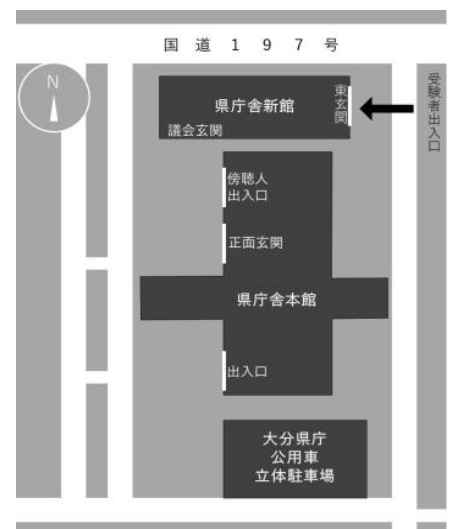 国道197号
N
受験者出入口
県庁舎新館
東玄関
議会玄関
傍聴人
出入口
正面玄関
県庁舎本館
出入口
大分県庁
公用車
立体駐車場